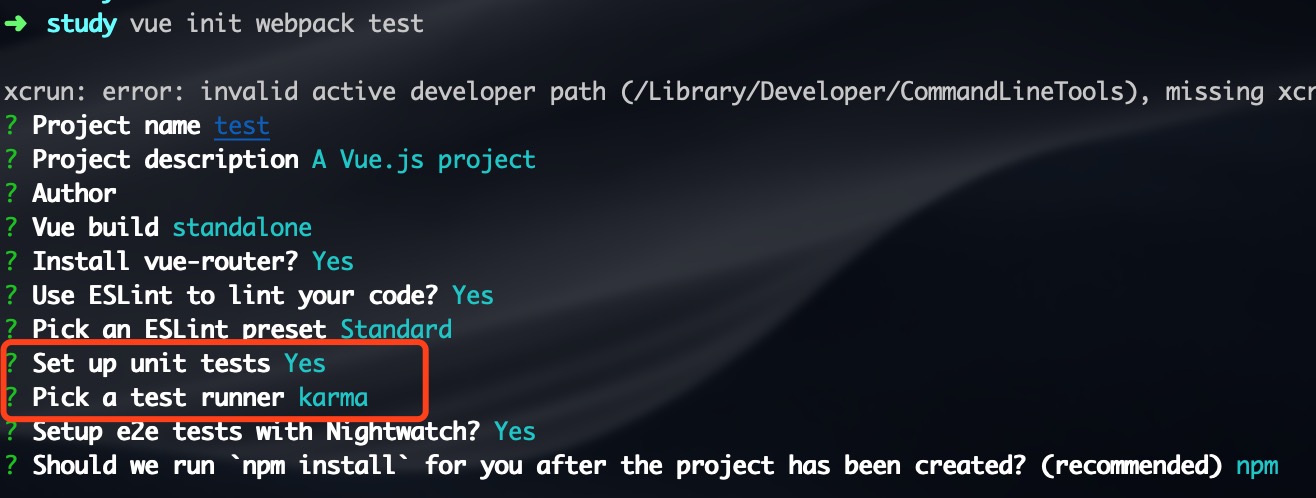 ➜ study vue init webpack test
xcrun: error: invalid active developer path (/Library/Developer/CommandLineTools), missing xcr
? Project name test
? Project description A Vue.js project
? Author
? Vue build standalone
? Install vue-router? Yes
? Use ESLint to lint your code? Yes
? Pick an ESLint preset Standard
? Set up unit tests Yes
? Pick a test runner karma
? Setup e2e tests with Nightwatch? Yes
? Should we run `npm install` for you after the project has been created? (recommended) npm